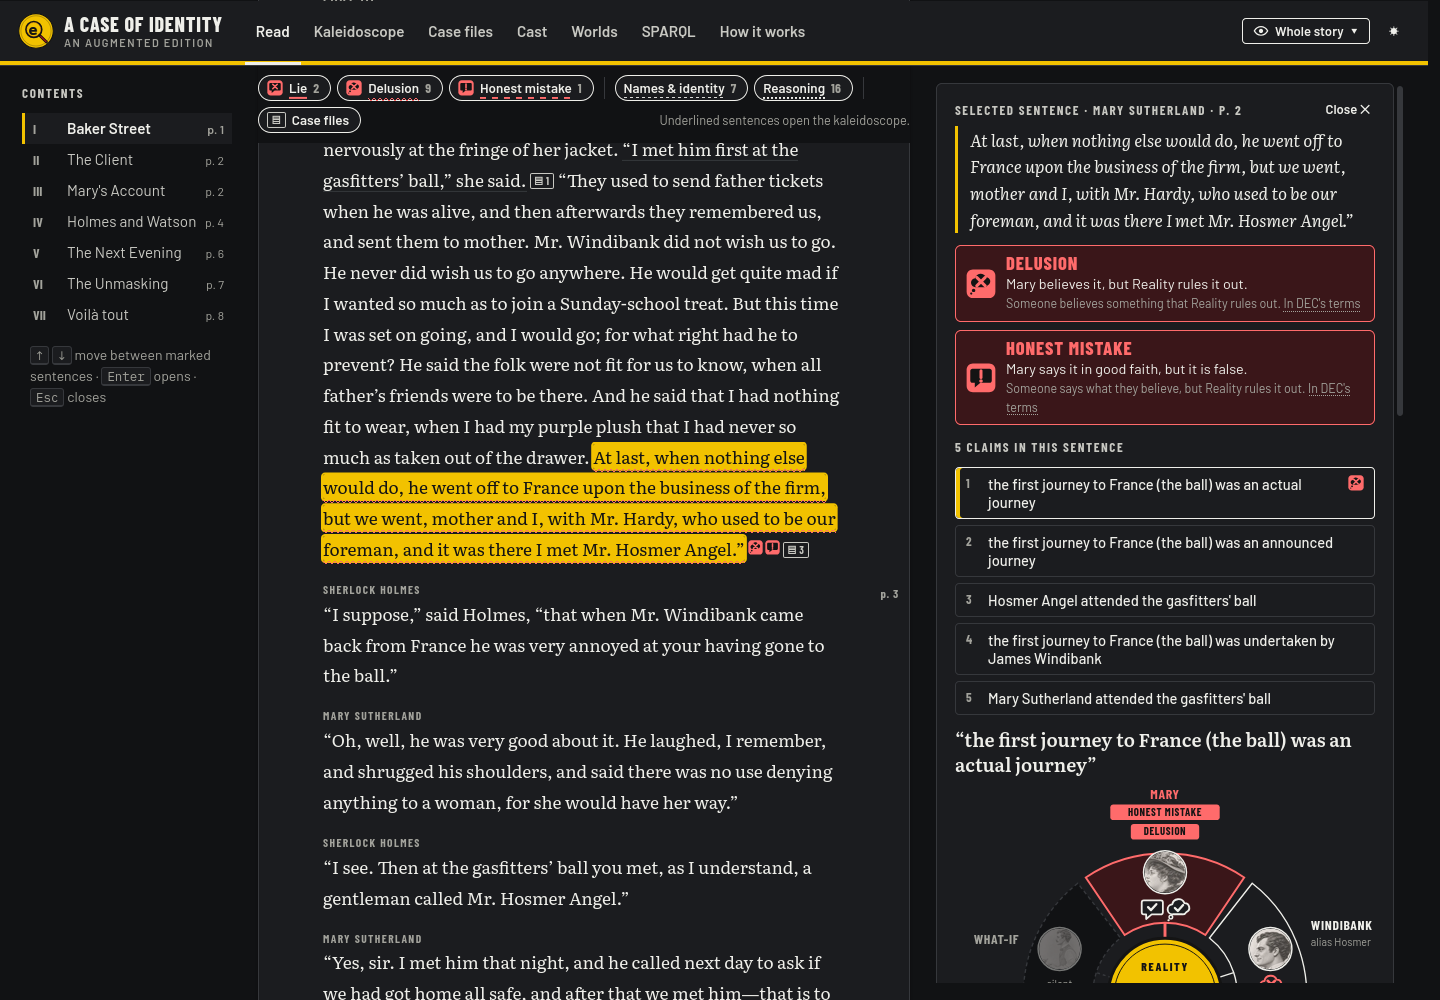 A CASE OF IDENTITY
AN AUGMENTED EDITION
Read
Kaleidoscope
Case files
Cast
Worlds
SPARQL
How it works
Whole story ▼
CONTENTS
I Baker Street p. 1
II The Client p. 2
III Mary's Account p. 2
IV Holmes and Watson p. 4
V The Next Evening p. 6
VI The Unmasking p. 7
VII Voilà tout p. 8
↑ ↓ move between marked
sentences · Enter opens ·
Esc closes
Lie 2
Delusion 9
Honest mistake 1
Names & identity 7
Reasoning 16
Case files
Underlined sentences open the kaleidoscope.
nervously at the fringe of her jacket. “I met him first at the
gasfitters’ ball,” she said. 1 “They used to send father tickets
when he was alive, and then afterwards they remembered us,
and sent them to mother. Mr. Windibank did not wish us to go.
He never did wish us to go anywhere. He would get quite mad if
I wanted so much as to join a Sunday-school treat. But this time
I was set on going, and I would go; for what right had he to
prevent? He said the folk were not fit for us to know, when all
father’s friends were to be there. And he said that I had nothing
fit to wear, when I had my purple plush that I had never so
much as taken out of the drawer. At last, when nothing else
would do, he went off to France upon the business of the firm,
but we went, mother and I, with Mr. Hardy, who used to be our
foreman, and it was there I met Mr. Hosmer Angel.” 3
SHERLOCK HOLMES
p. 3
“I suppose,” said Holmes, “that when Mr. Windibank came
back from France he was very annoyed at your having gone to
the ball.”
MARY SUTHERLAND
“Oh, well, he was very good about it. He laughed, I remember,
and shrugged his shoulders, and said there was no use denying
anything to a woman, for she would have her way.”
SHERLOCK HOLMES
“I see. Then at the gasfitters’ ball you met, as I understand, a
gentleman called Mr. Hosmer Angel.”
MARY SUTHERLAND
“Yes, sir. I met him that night, and he called next day to ask if
we had got home all safe, and after that we met him—that is to
SELECTED SENTENCE · MARY SUTHERLAND · P. 2
Close ✕
At last, when nothing else would do, he went off to
France upon the business of the firm, but we went,
mother and I, with Mr. Hardy, who used to be our
foreman, and it was there I met Mr. Hosmer Angel.”
DELUSION
Mary believes it, but Reality rules it out.
Someone believes something that Reality rules out. In DEC's terms
HONEST MISTAKE
Mary says it in good faith, but it is false.
Someone says what they believe, but Reality rules it out. In DEC's
terms
5 CLAIMS IN THIS SENTENCE
1 the first journey to France (the ball) was an actual
journey
2 the first journey to France (the ball) was an announced
journey
3 Hosmer Angel attended the gasfitters' ball
4 the first journey to France (the ball) was undertaken by
James Windibank
5 Mary Sutherland attended the gasfitters' ball
“the first journey to France (the ball) was an
actual journey”
MARY
HONEST MISTAKE
DELUSION
WHAT-IF
WINDIBANK
alias Hosmer
REALITY